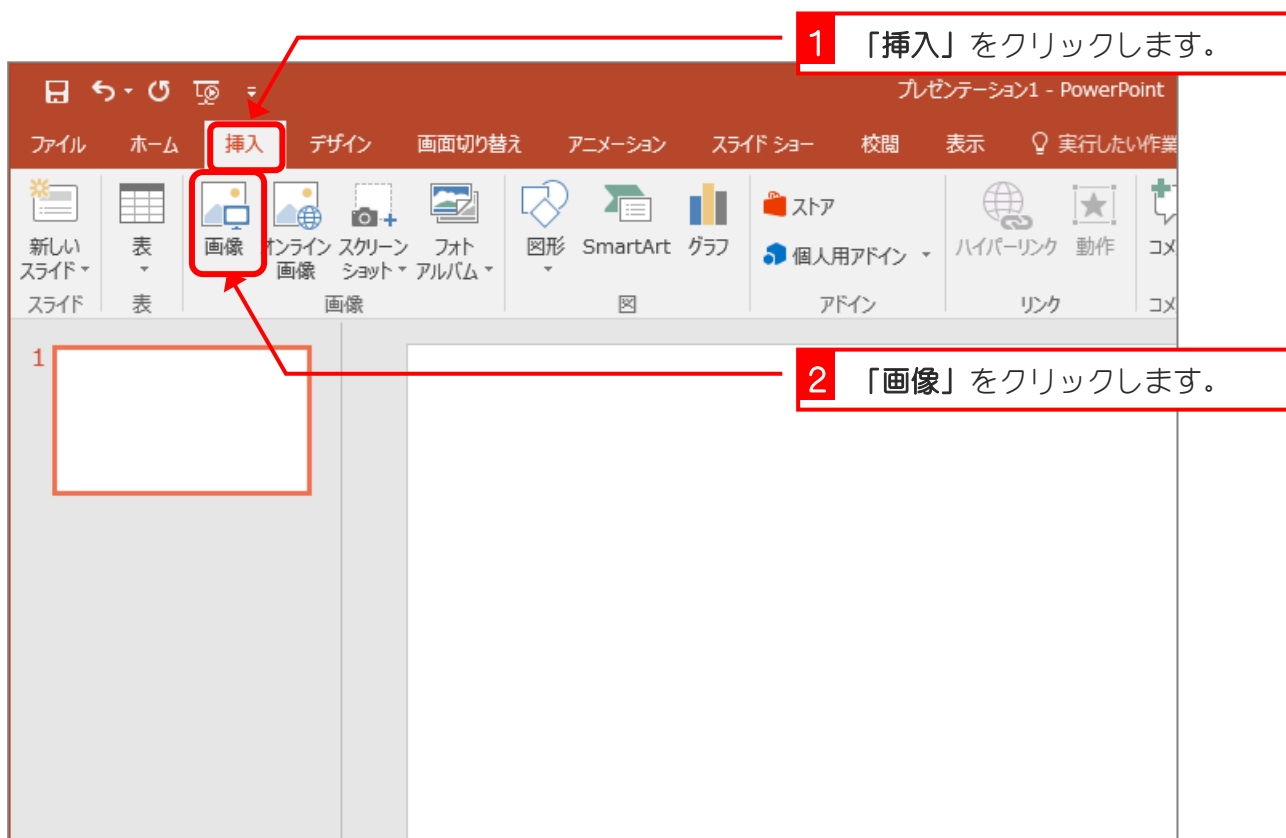 1 「挿入」をクリックします。
プレゼンテーション1 - PowerPoint
ファイル ホーム 挿入 デザイン 画面切り替え アニメーション スライド ショー 校閲 表示 実行したい作業
新しい 表 画像 オンライン スクリーン フォト 図形 SmartArt グラフ ストア ハイパーリンク 動作 コメ
スライド 画像 ショット アルバム 個人用アドイン
スライド 表 画像 図 アドイン リンク コメ
1
2 「画像」をクリックします。